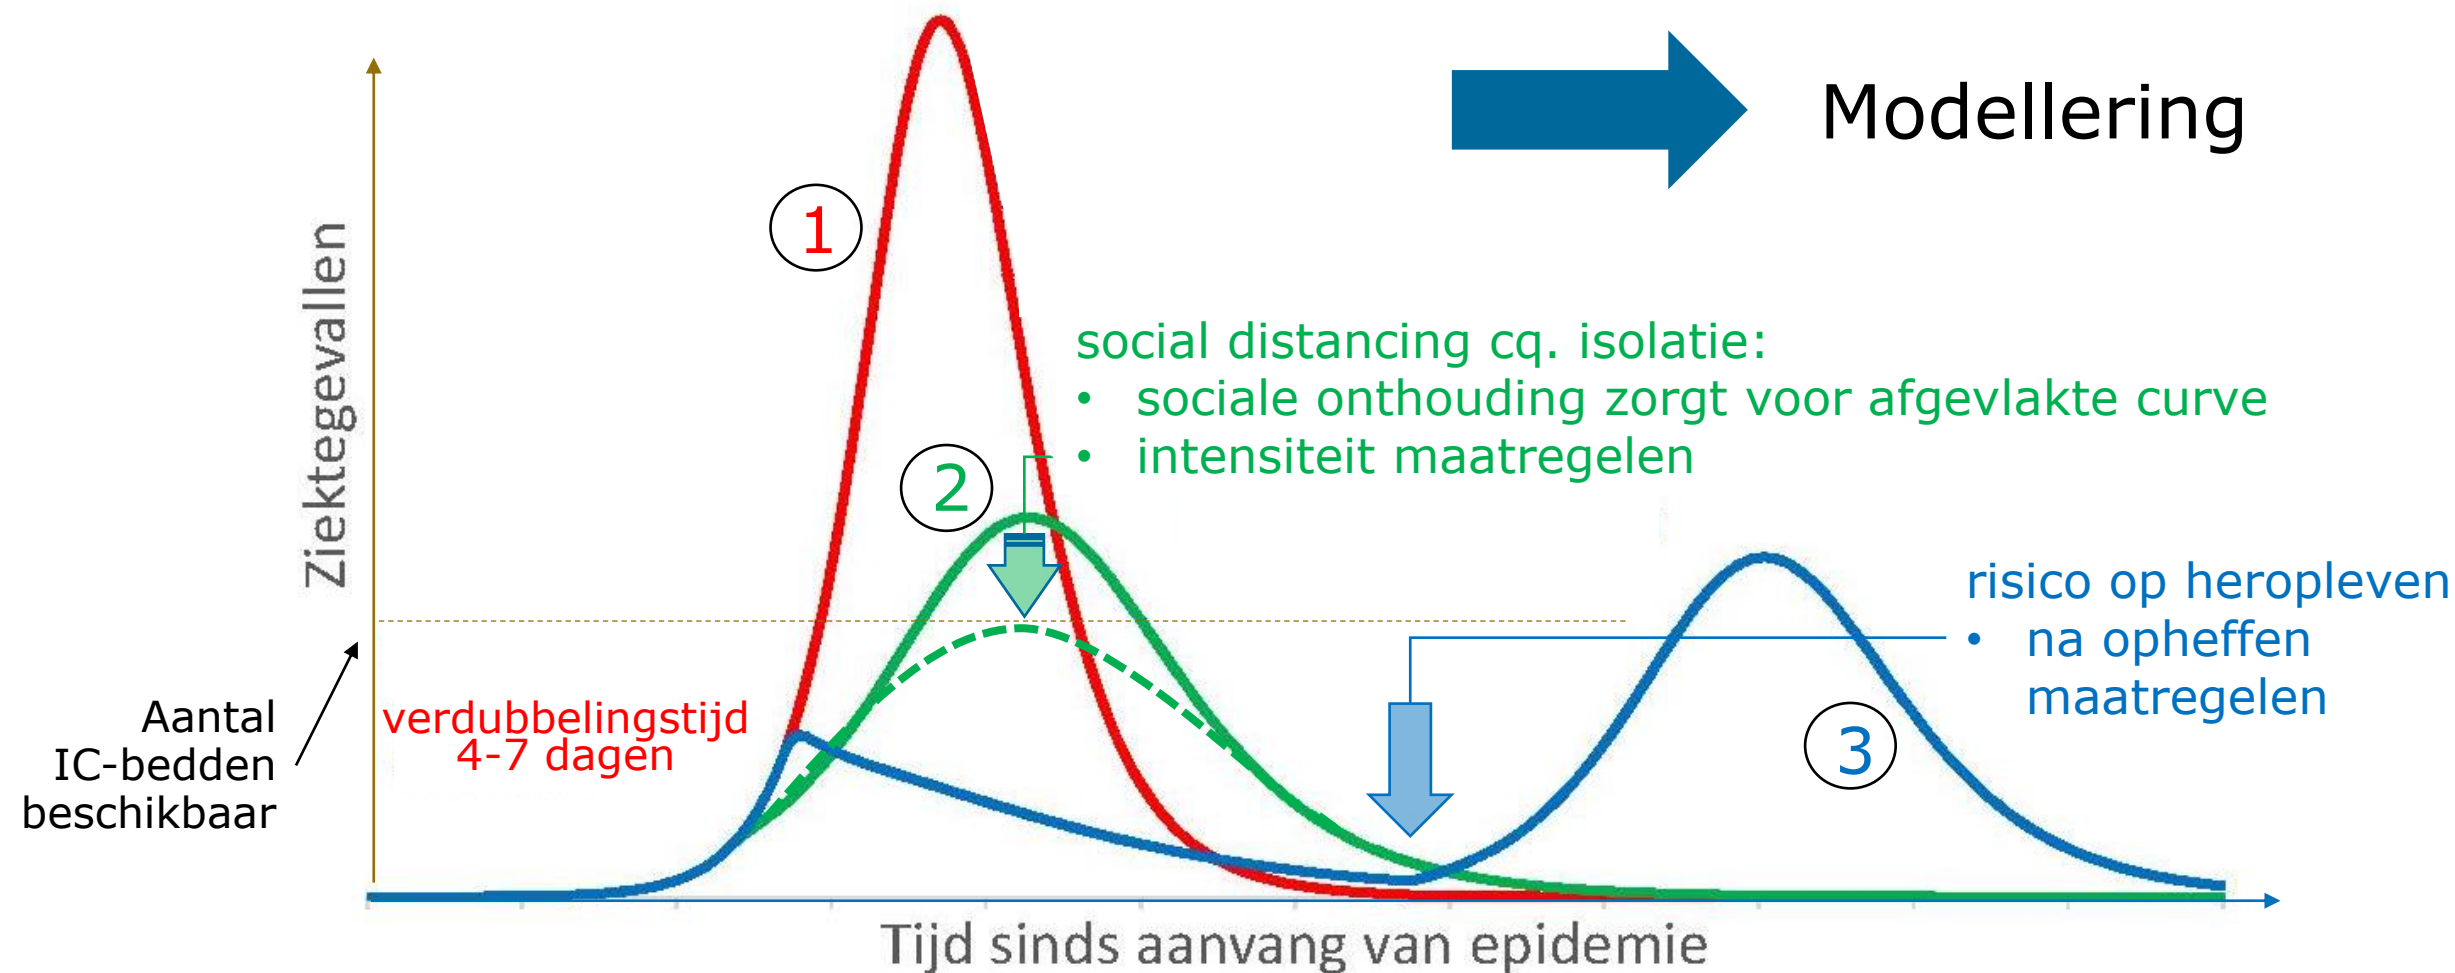 Modellering
1
Ziektegevallen
social distancing cq. isolatie:
• sociale onthouding zorgt voor afgevlakte curve
• intensiteit maatregelen
2
risico op heropleven
• na opheffen
maatregelen
3
verdubbelingstijd
4-7 dagen
Aantal
IC-bedden
beschikbaar
Tijd sinds aanvang van epidemie